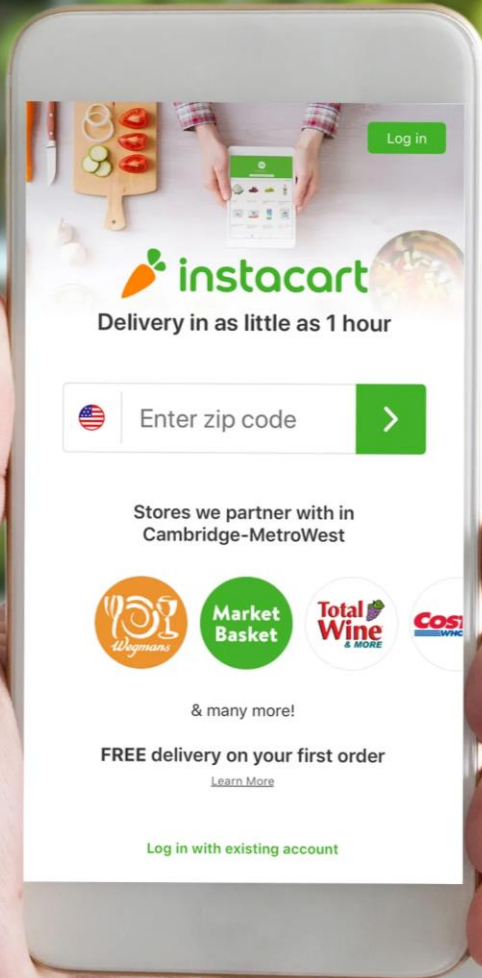 Log in
instacart
Delivery in as little as 1 hour
Enter zip code
Stores we partner with in
Cambridge-MetroWest
Wegmans
Market
Basket
Total
Wine
& MORE
& many more!
FREE delivery on your first order
Learn More
Log in with existing account